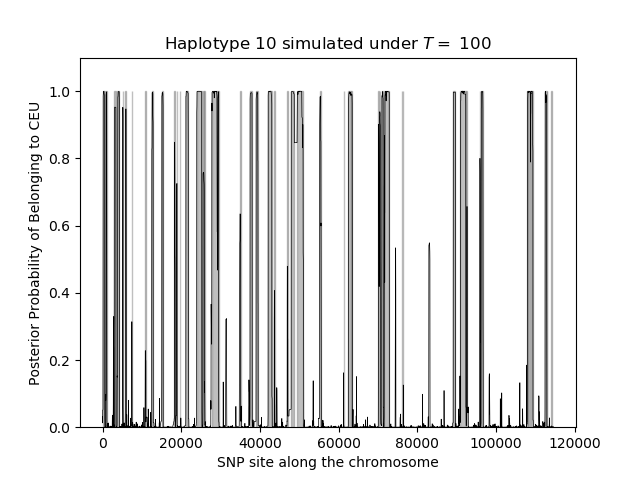 Haplotype 10 simulated under T = 100
Posterior Probability of Belonging to CEU
1.0
0.8
0.6
0.4
0.2
0.0
0 20000 40000 60000 80000 100000 120000
SNP site along the chromosome